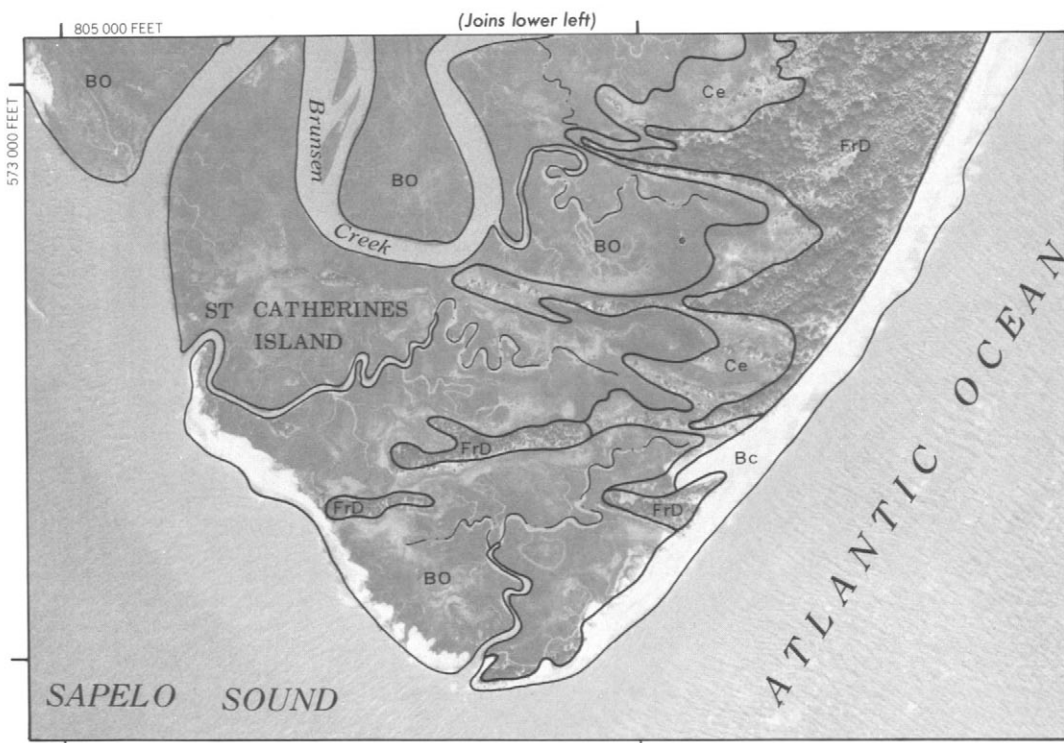 805 000 FEET
(Joins lower left)
573 000 FEET
BO
Brunsen
Creek
BO
Ce
FrD
BO
ST CATHERINES
ISLAND
Ce
FrD
Bc
FrD
FrD
BO
ATLANTIC OCEAN
SAPELO SOUND